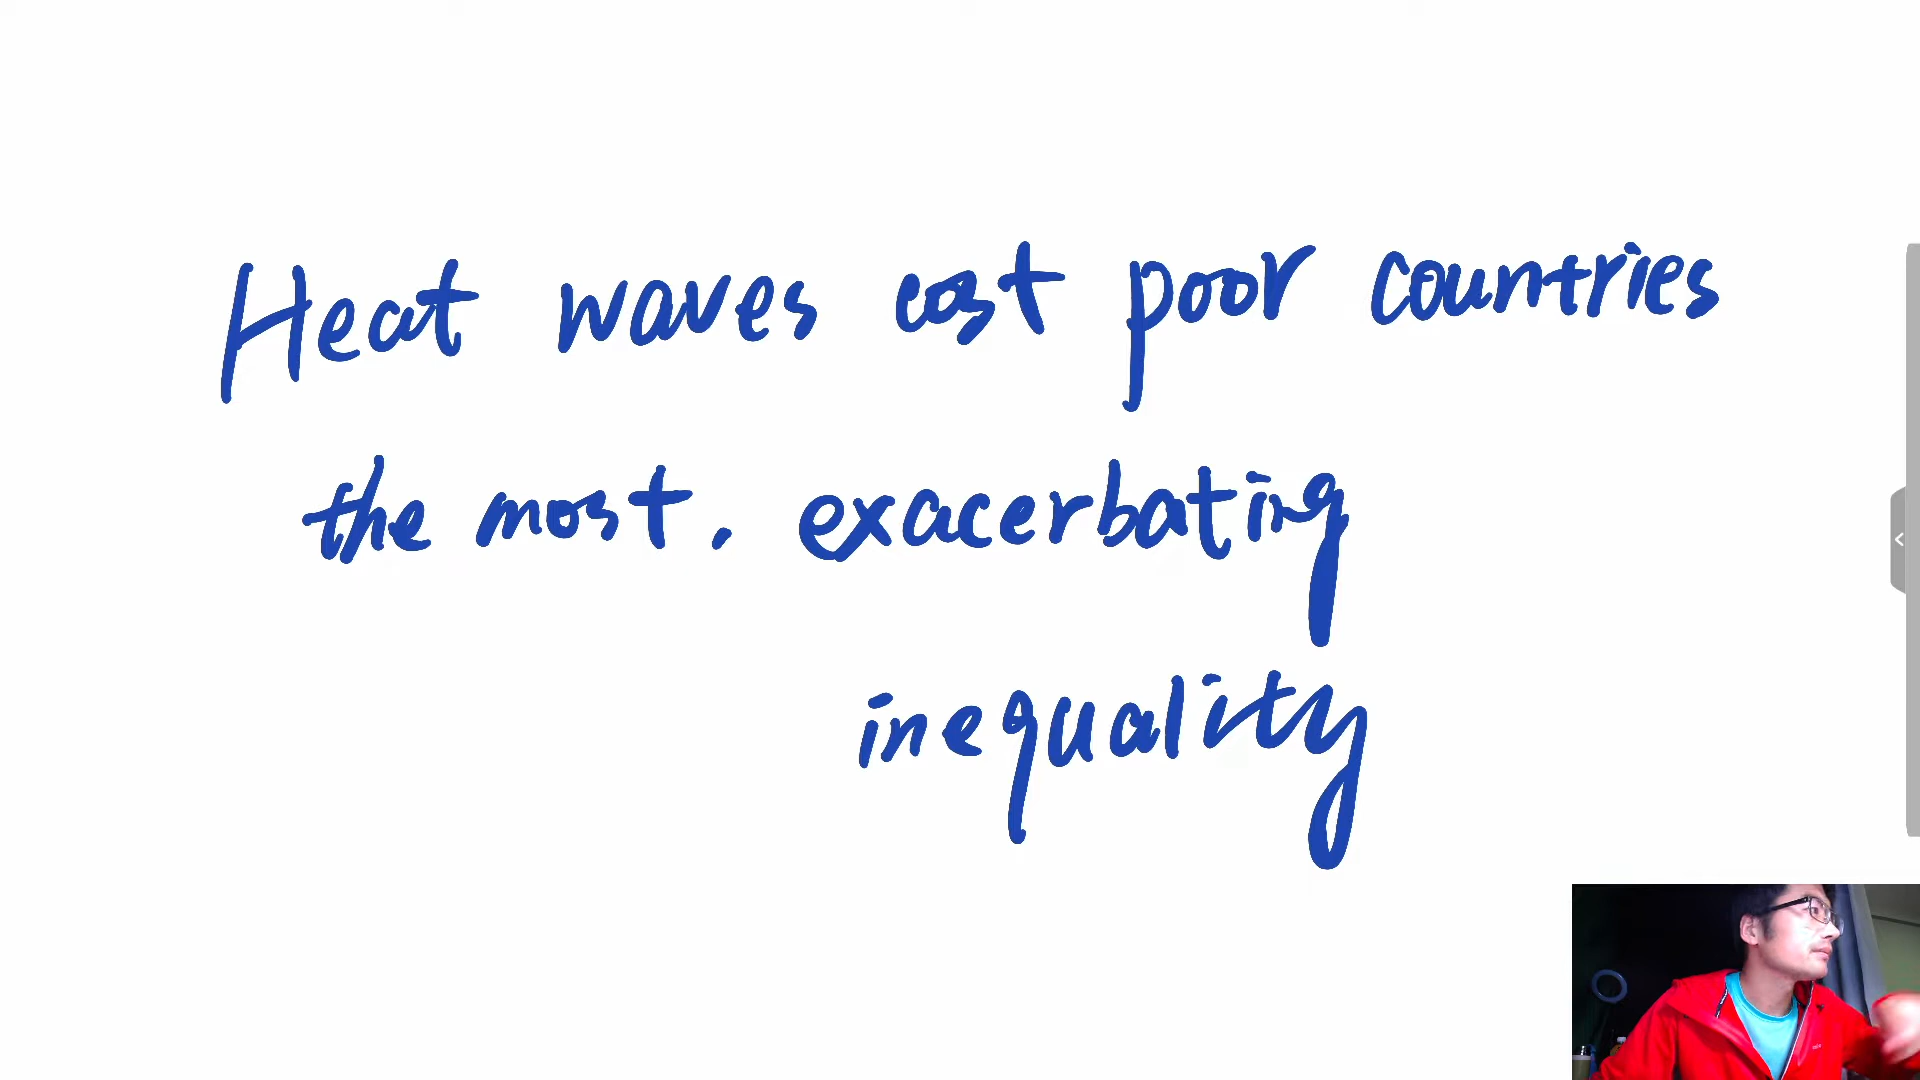 Heat waves cost poor countries
the most, exacerbating
inequality